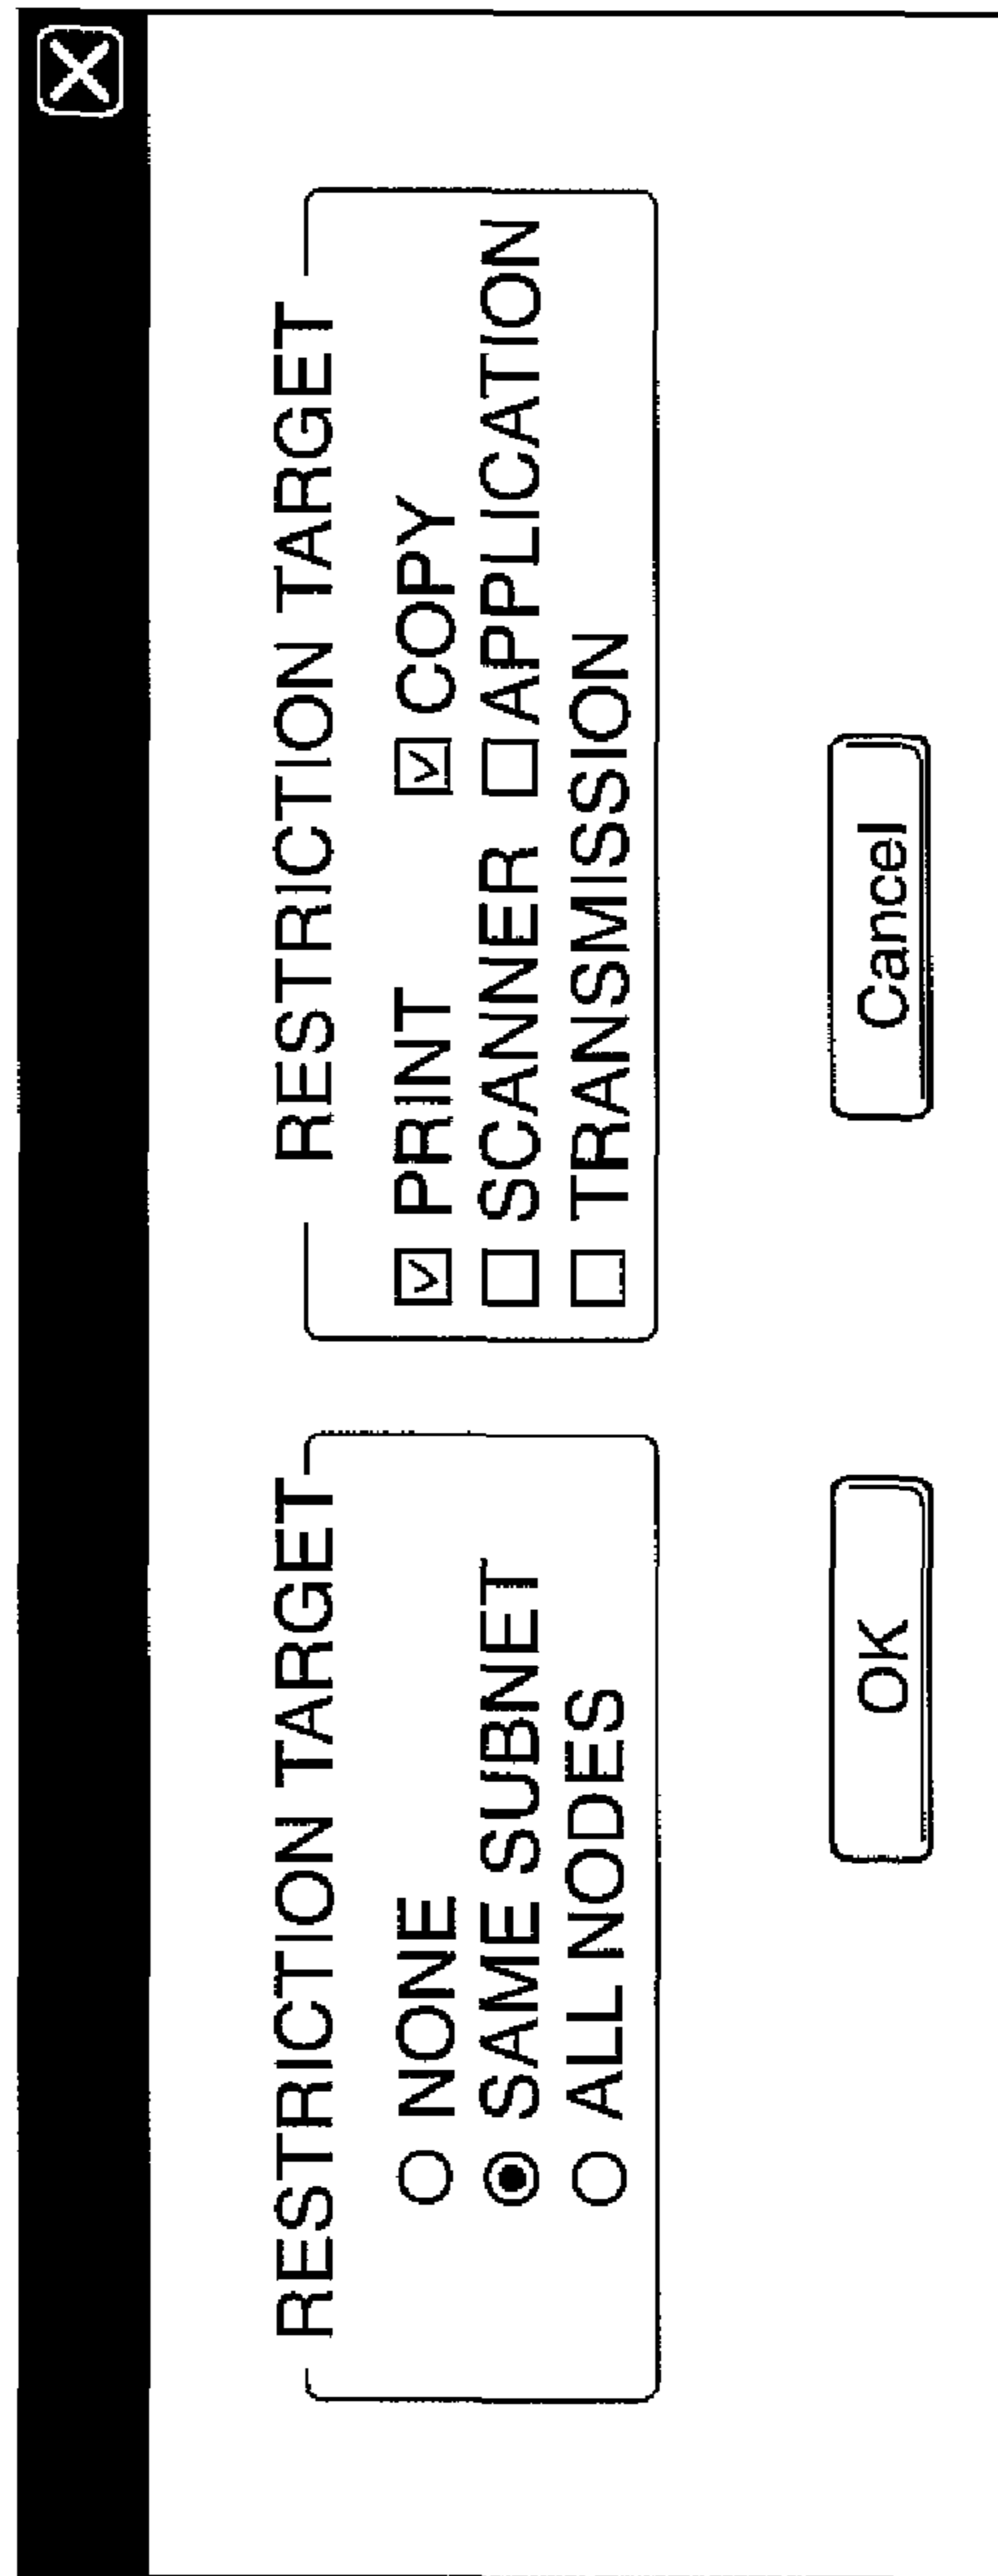 RESTRICTION TARGET
NONE
SAME SUBNET
ALL NODES
RESTRICTION TARGET
PRINT COPY
SCANNER APPLICATION
TRANSMISSION
OK Cancel